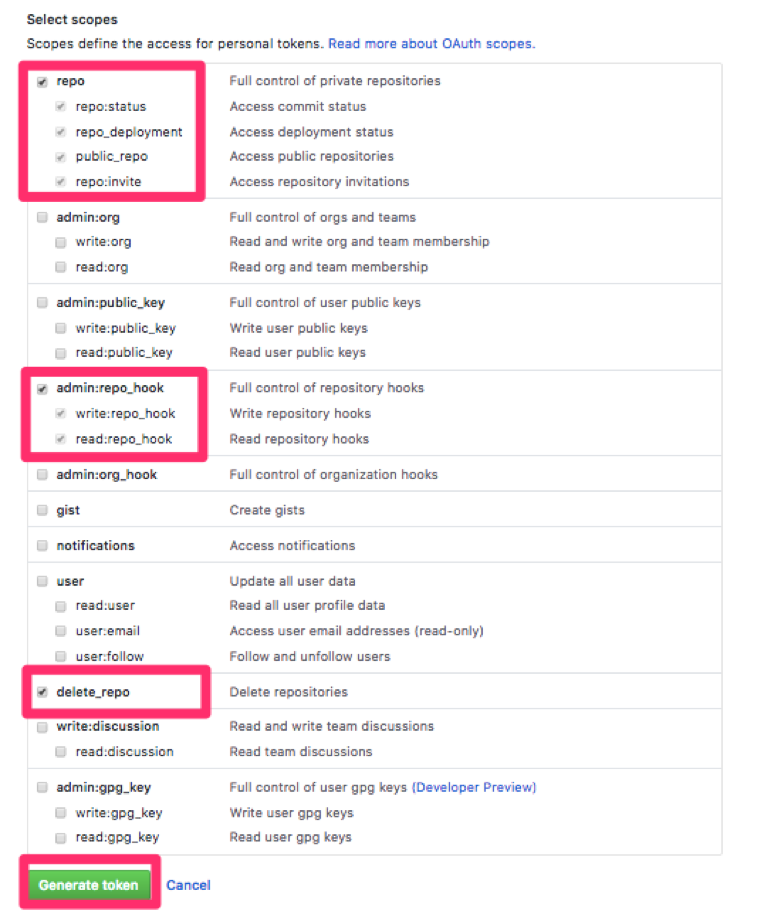 Select scopes
Scopes define the access for personal tokens. Read more about OAuth scopes.
repo Full control of private repositories
repo:status Access commit status
repo_deployment Access deployment status
public_repo Access public repositories
repo:invite Access repository invitations
admin:org Full control of orgs and teams
write:org Read and write org and team membership
read:org Read org and team membership
admin:public_key Full control of user public keys
write:public_key Write user public keys
read:public_key Read user public keys
admin:repo_hook Full control of repository hooks
write:repo_hook Write repository hooks
read:repo_hook Read repository hooks
admin:org_hook Full control of organization hooks
gist Create gists
notifications Access notifications
user Update all user data
read:user Read all user profile data
user:email Access user email addresses (read-only)
user:follow Follow and unfollow users
delete_repo Delete repositories
write:discussion Read and write team discussions
read:discussion Read team discussions
admin:gpg_key Full control of user gpg keys (Developer Preview)
write:gpg_key Write user gpg keys
read:gpg_key Read user gpg keys
Generate token Cancel